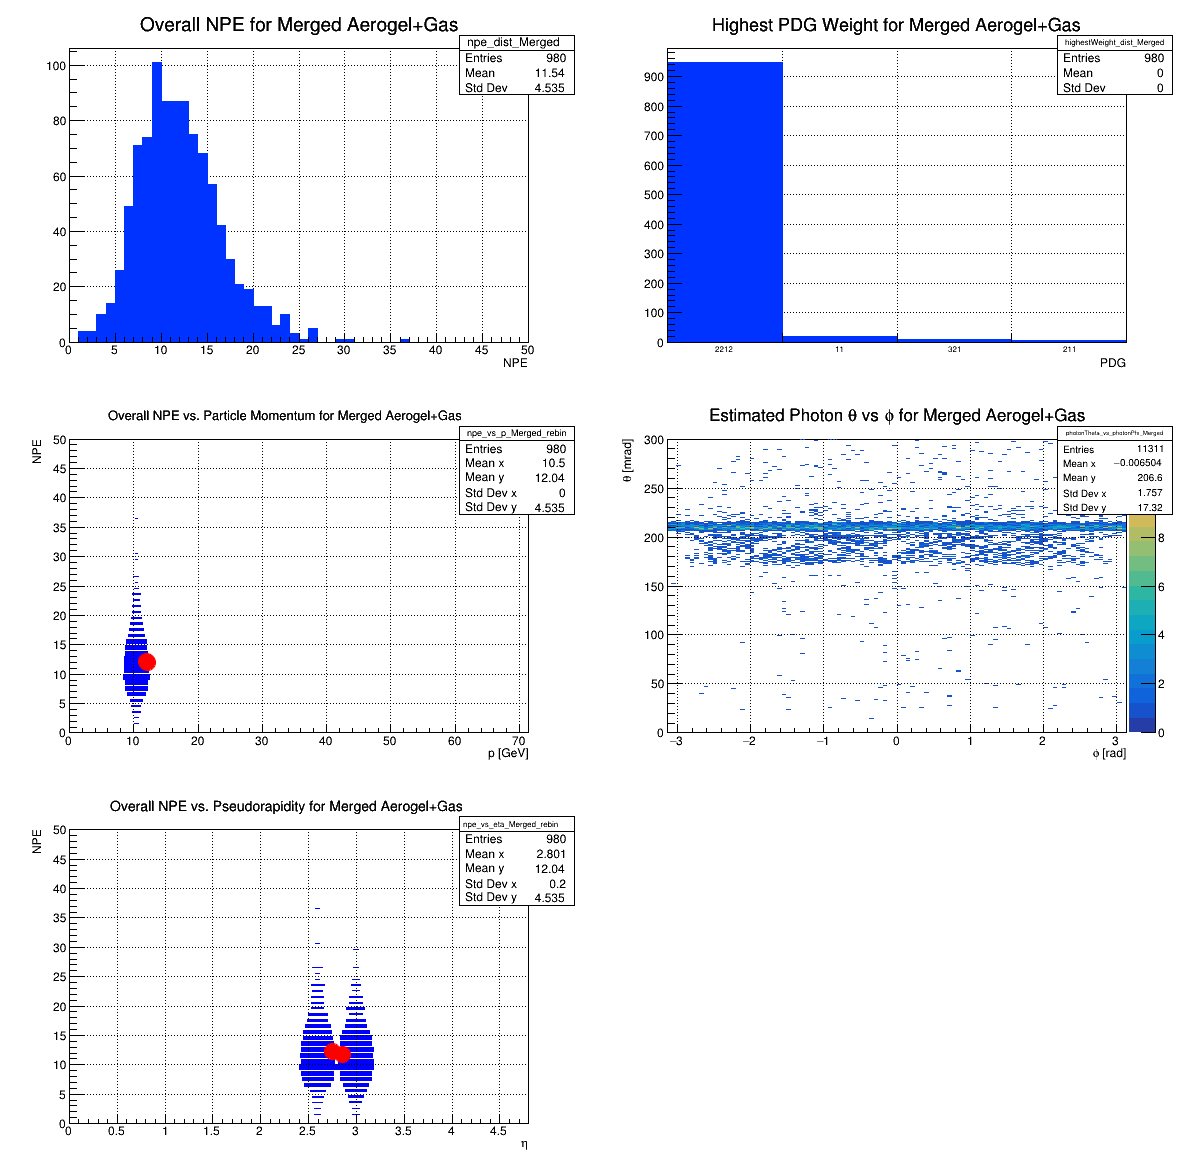 Overall NPE for Merged Aerogel+Gas
npe_dist_Merged
Entries 980
Mean 11.54
Std Dev 4.535
100
80
60
40
20
0
0 5 10 15 20 25 30 35 40 45 50
NPE
Highest PDG Weight for Merged Aerogel+Gas
highestWeight_dist_Merged
Entries 980
Mean 0
Std Dev 0
900
800
700
600
500
400
300
200
100
0
2212 11 321 211
PDG
Overall NPE vs. Particle Momentum for Merged Aerogel+Gas
npe_vs_p_Merged_rebin
Entries 980
Mean x 10.5
Mean y 12.04
Std Dev x 0
Std Dev y 4.535
NPE
50
45
40
35
30
25
20
15
10
5
0
0 10 20 30 40 50 60 70
p [GeV]
Estimated Photon θ vs ϕ for Merged Aerogel+Gas
photonTheta_vs_photonPhi_Merged
Entries 11311
Mean x −0.006504
Mean y 206.6
Std Dev x 1.757
Std Dev y 17.32
θ [mrad]
300
250
200
150
100
50
0
−3 −2 −1 0 1 2 3
ϕ [rad]
8
6
4
2
0
Overall NPE vs. Pseudorapidity for Merged Aerogel+Gas
npe_vs_eta_Merged_rebin
Entries 980
Mean x 2.801
Mean y 12.04
Std Dev x 0.2
Std Dev y 4.535
NPE
50
45
40
35
30
25
20
15
10
5
0
0 0.5 1 1.5 2 2.5 3 3.5 4 4.5
η